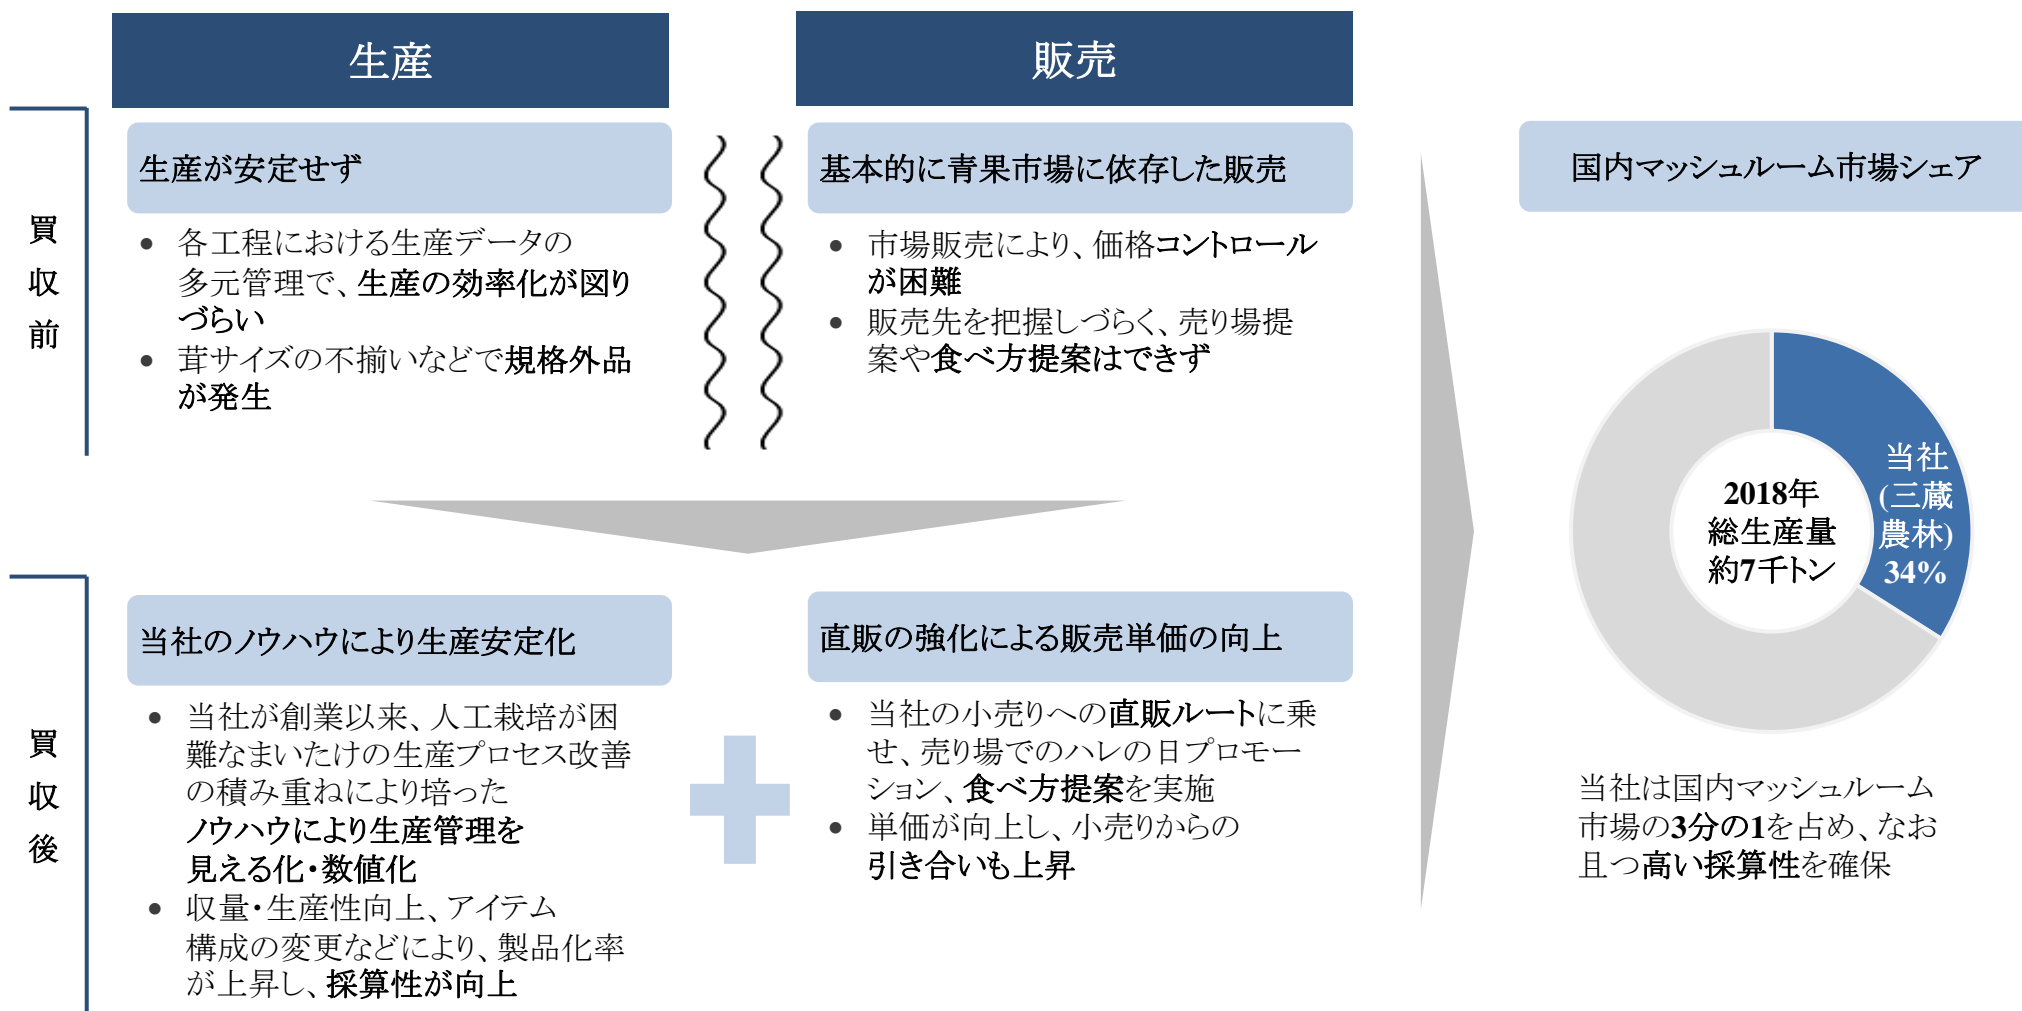 生産
販売
買
収
前
生産が安定せず
• 各工程における生産データの
多元管理で、生産の効率化が図り
づらい
• 茸サイズの不揃いなどで規格外品
が発生
基本的に青果市場に依存した販売
• 市場販売により、価格コントロール
が困難
• 販売先を把握しづらく、売り場提
案や食べ方提案はできず
買
収
後
当社のノウハウにより生産安定化
• 当社が創業以来、人工栽培が困
難なまいたけの生産プロセス改善
の積み重ねにより培った
ノウハウにより生産管理を
見える化・数値化
• 収量・生産性向上、アイテム
構成の変更などにより、製品化率
が上昇し、採算性が向上
直販の強化による販売単価の向上
• 当社の小売りへの直販ルートに乗
せ、売り場でのハレの日プロモー
ション、食べ方提案を実施
• 単価が向上し、小売りからの
引き合いも上昇
国内マッシュルーム市場シェア
2018年
総生産量
約7千トン
当社
(三蔵
農林)
34%
当社は国内マッシュルーム
市場の3分の1を占め、なお
且つ高い採算性を確保